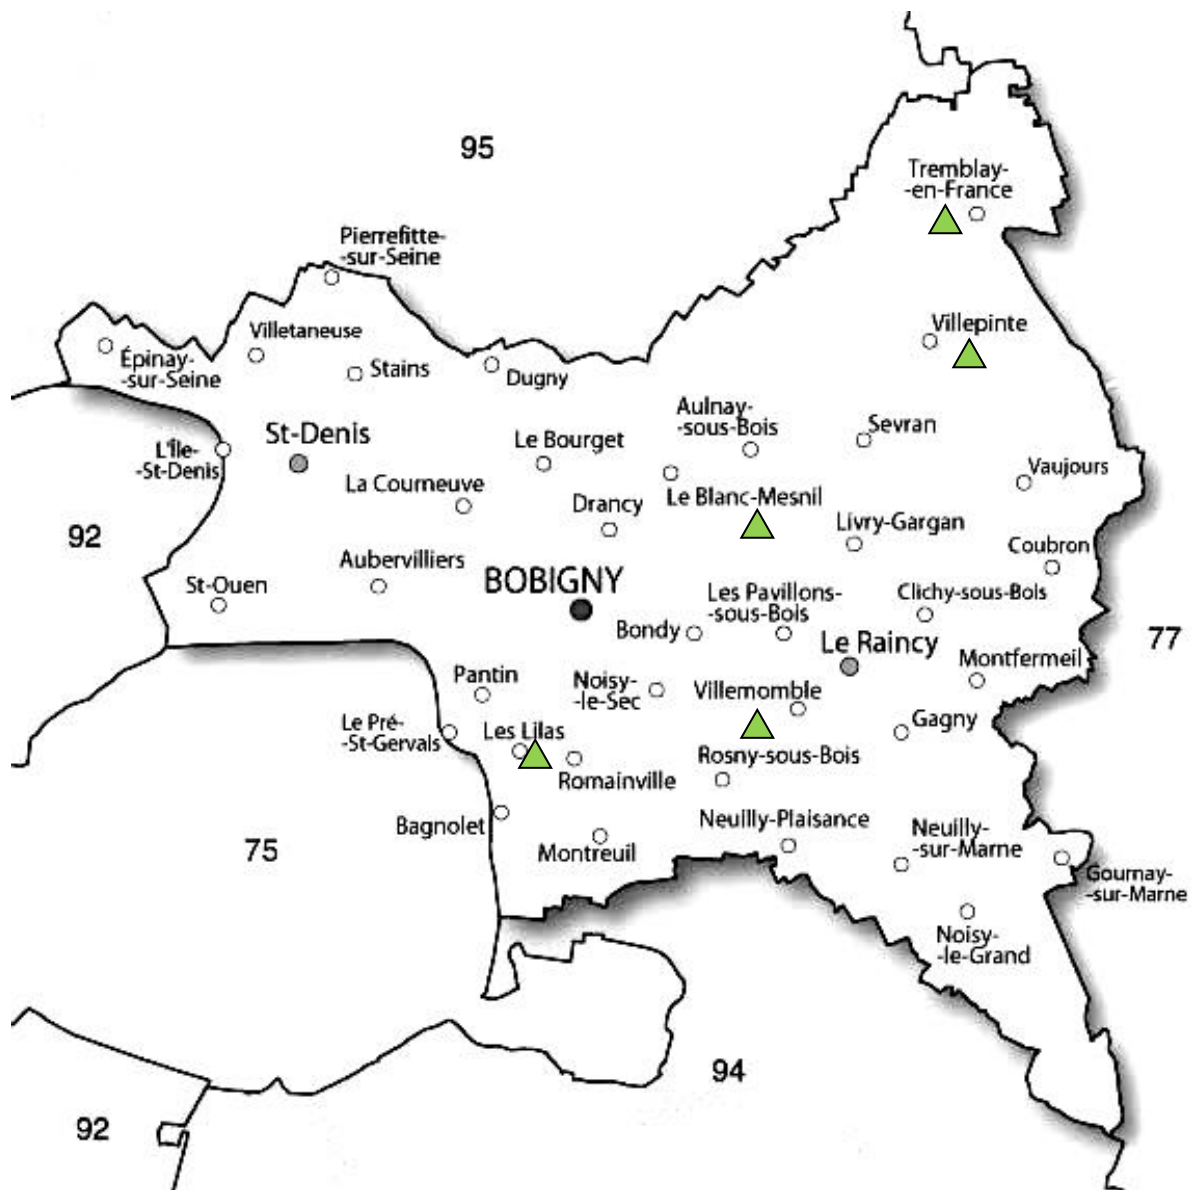 95
Tremblay-
-en-France
Pierrefitte-
-sur-Seine
Villetaneuse
Villepinte
Épinay-
-sur-Seine
Stains
Dugny
Aulnay-
-sous-Bois
Sevran
St-Denis
Le Bourget
L'Île-
-St-Denis
Vaujours
La Courneuve
Le Blanc-Mesnil
Drancy
Livry-Gargan
92
Coubron
Aubervilliers
St-Ouen
BOBIGNY
Les Pavillons-
-sous-Bois
Clichy-sous-Bois
Bondy
Le Raincy
77
Montfermeil
Pantin
Noisy-
-le-Sec
Villemomble
Le Pré-
-St-Gervals
Les Lilas
Gagny
Rosny-sous-Bois
Romainville
Bagnolet
Neuilly-Plaisance
Neuilly-
-sur-Marne
75
Montreuil
Gournay-
-sur-Marne
Noisy-
-le-Grand
94
92